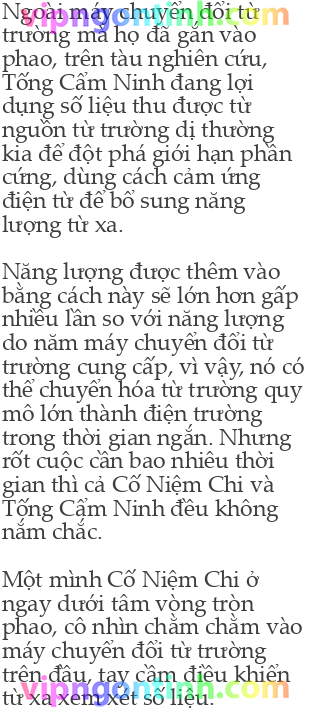 Ngoài máy chuyển đổi từ
trường mà họ đã gắn vào
phao, trên tàu nghiên cứu,
Tống Cẩm Ninh đang lợi
dụng số liệu thu được từ
nguồn từ trường dị thường
kia để đột phá giới hạn phần
cứng, dùng cách cảm ứng
điện từ để bổ sung năng
lượng từ xa.
Năng lượng được thêm vào
bằng cách này sẽ lớn hơn gấp
nhiều lần so với năng lượng
do năm máy chuyển đổi từ
trường cung cấp, vì vậy, nó có
thể chuyển hóa từ trường quy
mô lớn thành điện trường
trong thời gian ngắn. Nhưng
rốt cuộc cần bao nhiêu thời
gian thì cả Cố Niệm Chi và
Tống Cẩm Ninh đều không
nắm chắc.
Một mình Cố Niệm Chi ở
ngay dưới tâm vòng tròn
phao, cô nhìn chằm chằm vào
máy chuyển đổi từ trường
trên đầu, tay cầm điều khiển
từ xa xem xét số liệu.
vipngontinh.com
vipngontinh.com